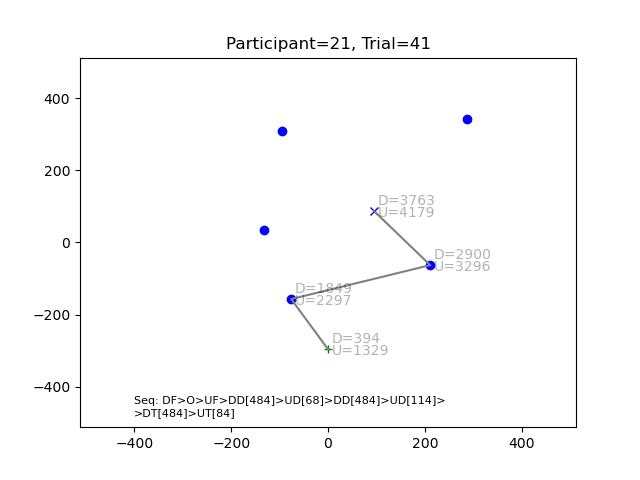 Participant=21, Trial=41
400
200
0
−200
−400
−400
−200
0
200
400
D=3763
U=4179
D=2900
U=3296
D=1849
U=2297
D=394
U=1329
Seq: DF>O>UF>DD[484]>UD[68]>DD[484]>UD[114]>
>DT[484]>UT[84]